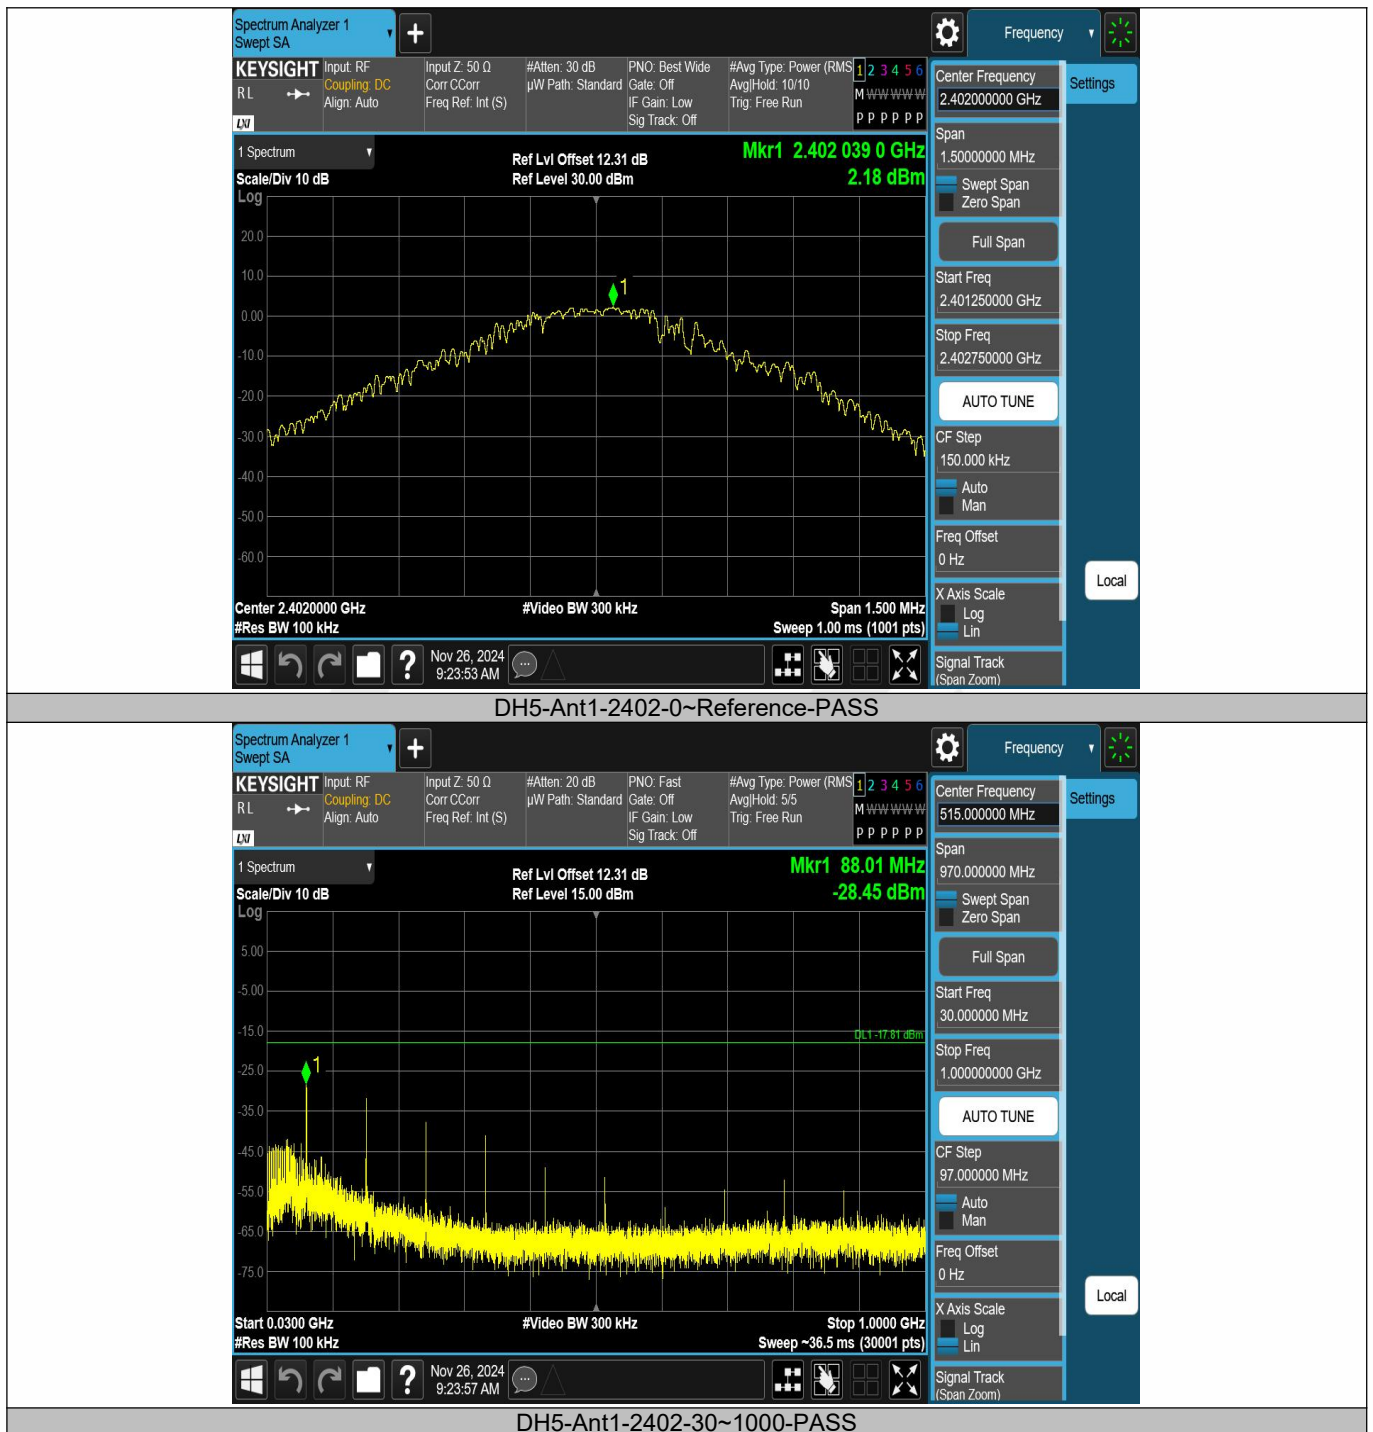 Spectrum Analyzer 1
Swept SA
+
Frequency
KEYSIGHT
R L
LXI
Input: RF
Coupling: DC
Align: Auto
Input Z: 50 Ω
Corr CCorr
Freq Ref: Int (S)
#Atten: 30 dB
µW Path: Standard
PNO: Best Wide
Gate: Off
IF Gain: Low
Sig Track: Off
#Avg Type: Power (RMS
Avg|Hold: 10/10
Trig: Free Run
1 2 3 4 5 6
M W W W W W
P P P P P P
Center Frequency
2.402000000 GHz
Settings
Span
1.50000000 MHz
Swept Span
Zero Span
Full Span
Start Freq
2.401250000 GHz
Stop Freq
2.402750000 GHz
AUTO TUNE
CF Step
150.000 kHz
Auto
Man
Freq Offset
0 Hz
X Axis Scale
Log
Lin
Signal Track
(Span Zoom)
Local
1 Spectrum
Scale/Div 10 dB
Log
Ref Lvl Offset 12.31 dB
Ref Level 30.00 dBm
Mkr1 2.402 039 0 GHz
2.18 dBm
20.0
10.0
1
0.00
-10.0
-20.0
-30.0
-40.0
-50.0
-60.0
Center 2.4020000 GHz
#Res BW 100 kHz
#Video BW 300 kHz
Span 1.500 MHz
Sweep 1.00 ms (1001 pts)
?
Nov 26, 2024
9:23:53 AM
DH5-Ant1-2402-0~Reference-PASS
Spectrum Analyzer 1
Swept SA
+
Frequency
KEYSIGHT
R L
LXI
Input: RF
Coupling: DC
Align: Auto
Input Z: 50 Ω
Corr CCorr
Freq Ref: Int (S)
#Atten: 20 dB
µW Path: Standard
PNO: Fast
Gate: Off
IF Gain: Low
Sig Track: Off
#Avg Type: Power (RMS
Avg|Hold: 5/5
Trig: Free Run
1 2 3 4 5 6
M W W W W W
P P P P P P
Center Frequency
515.000000 MHz
Settings
Span
970.000000 MHz
Swept Span
Zero Span
Full Span
Start Freq
30.000000 MHz
Stop Freq
1.000000000 GHz
AUTO TUNE
CF Step
97.000000 MHz
Auto
Man
Freq Offset
0 Hz
X Axis Scale
Log
Lin
Signal Track
(Span Zoom)
Local
1 Spectrum
Scale/Div 10 dB
Log
Ref Lvl Offset 12.31 dB
Ref Level 15.00 dBm
Mkr1 88.01 MHz
-28.45 dBm
5.00
-5.00
-15.0
DL1 -17.81 dBm
1
-25.0
-35.0
-45.0
-55.0
-65.0
-75.0
Start 0.0300 GHz
#Res BW 100 kHz
#Video BW 300 kHz
Stop 1.0000 GHz
Sweep ~36.5 ms (30001 pts)
?
Nov 26, 2024
9:23:57 AM
DH5-Ant1-2402-30~1000-PASS